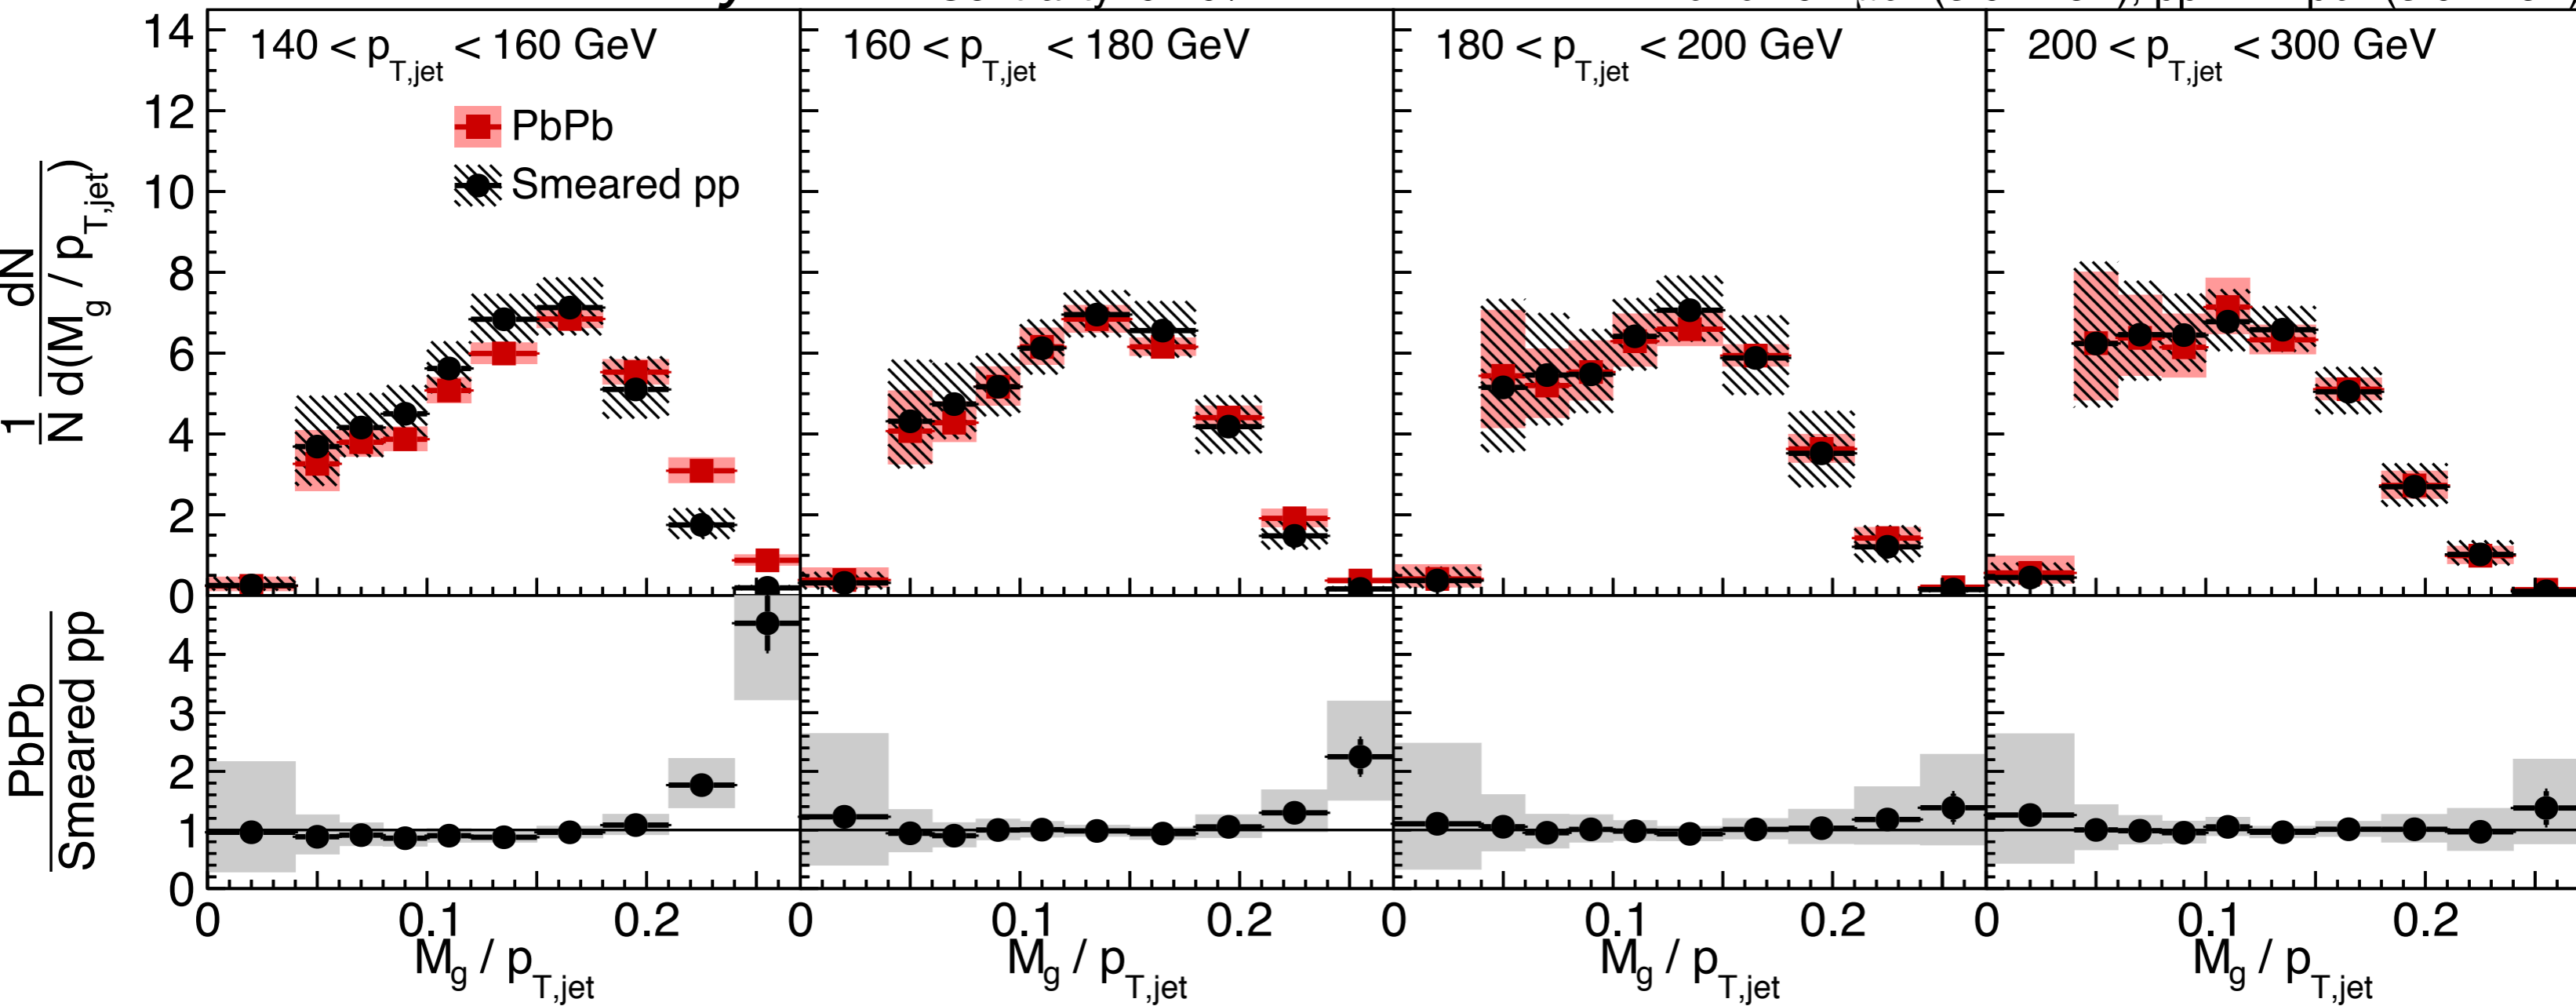 140 < p_T,jet < 160 GeV
160 < p_T,jet < 180 GeV
180 < p_T,jet < 200 GeV
200 < p_T,jet < 300 GeV
PbPb
Smeared pp
1/N dN/d(M_g / p_T,jet)
14
12
10
8
6
4
2
0
PbPb/Smeared pp
4
3
2
1
0
0 0.1 0.2 0 0.1 0.2 0 0.1 0.2 0 0.1 0.2
M_g / p_T,jet M_g / p_T,jet M_g / p_T,jet M_g / p_T,jet